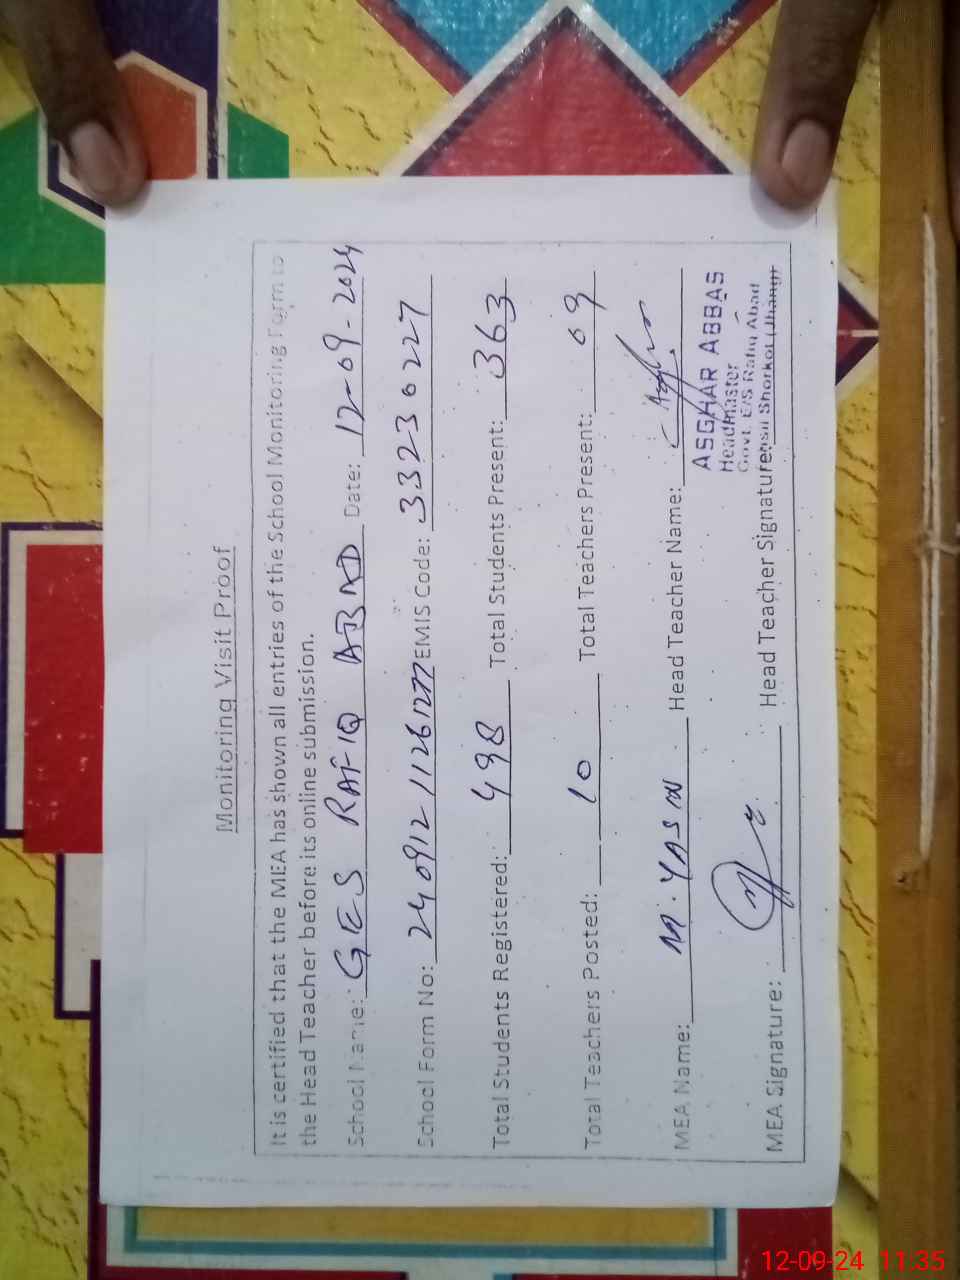 Monitoring Visit Proof
It is certified that the MEA has shown all entries of the School Monitoring Form to
the Head Teacher before its online submission.
School Name: GES RAFIQ ABAD Date: 12-09-2024
School Form No: 240912 1126 1277 EMIS Code: 33230227
Total Students Registered: 498 Total Students Present: 363
Total Teachers Posted: 10 Total Teachers Present: 09
MEA Name: M. YASIN Head Teacher Name:
ASGHAR ABBAS
Headmaster
Govt. E/S Rafiq Abad
Shorkot (Jhang)
MEA Signature: Head Teacher Signature:
12-09-24 11:35